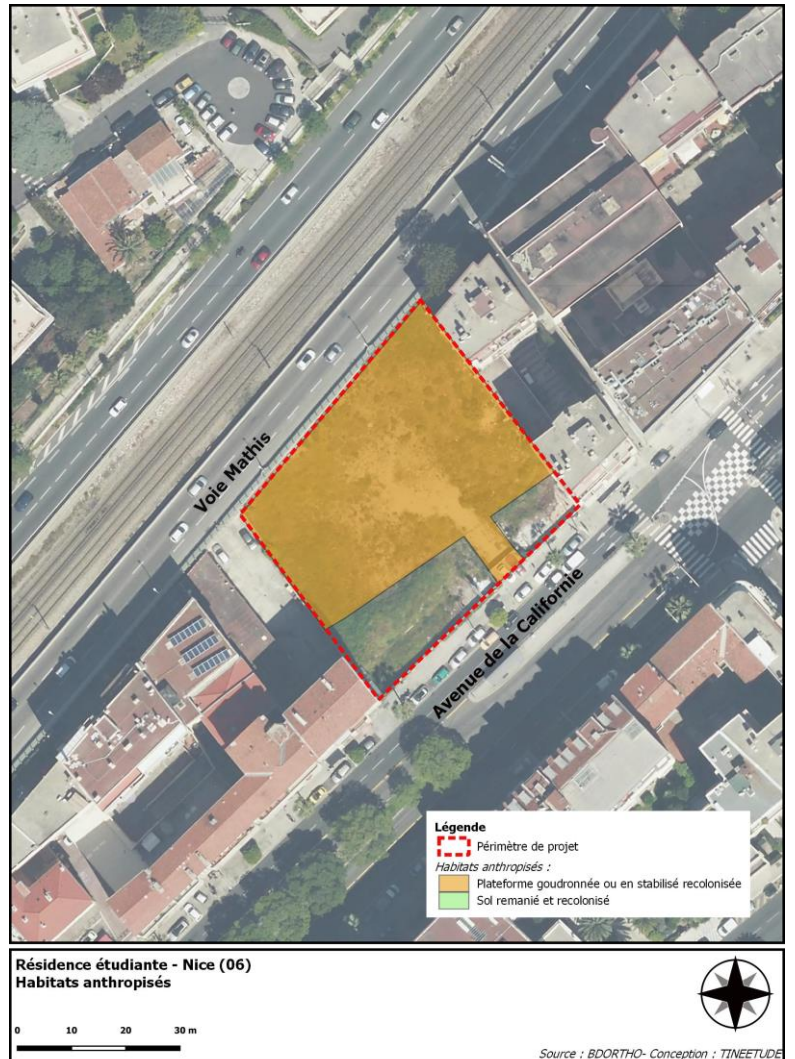 Voie Mathis
Avenue de la Californie
Légende
Périmètre de projet
Habitats anthropisés :
Plateforme goudronnée ou en stabilisé recolonisée
Sol remanié et recolonisé
Résidence étudiante - Nice (06)
Habitats anthropisés
0 10 20 30 m
Source : BDORTHO- Conception : TINEETUDE